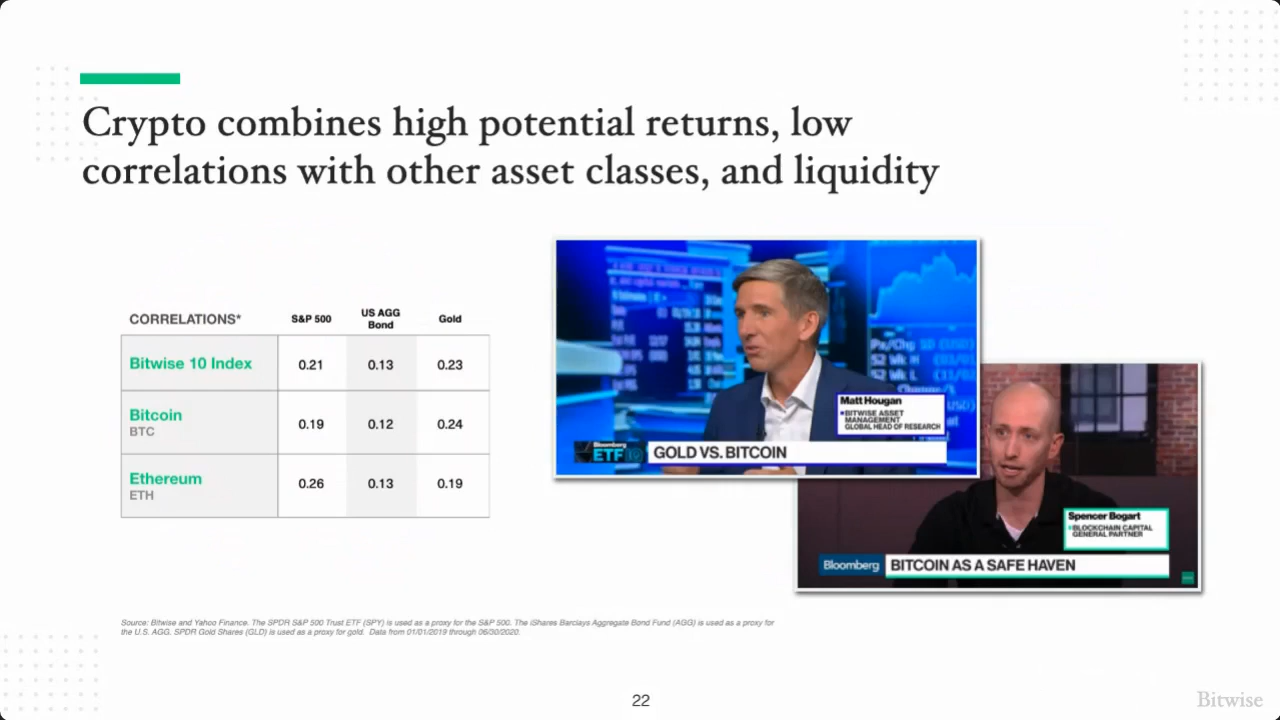 Crypto combines high potential returns, low
correlations with other asset classes, and liquidity
CORRELATIONS* S&P 500 US AGG Bond Gold
Bitwise 10 Index 0.21 0.13 0.23
Bitcoin
BTC
0.19 0.12 0.24
Ethereum
ETH
0.26 0.13 0.19
Matt Hougan
BITWISE ASSET
MANAGEMENT
GLOBAL HEAD OF RESEARCH
Bloomberg
ETF IQ
GOLD VS. BITCOIN
Spencer Bogart
BLOCKCHAIN CAPITAL
GENERAL PARTNER
Bloomberg
BITCOIN AS A SAFE HAVEN
Source: Bitwise and Yahoo Finance. The SPDR S&P 500 Trust ETF (SPY) is used as a proxy for the S&P 500. The iShares Barclays Aggregate Bond Fund (AGG) is used as a proxy for
the U.S. AGG, SPDR Gold Shares (GLD) is used as a proxy for gold. Data from 01/01/2019 through 06/30/2020.
22
Bitwise